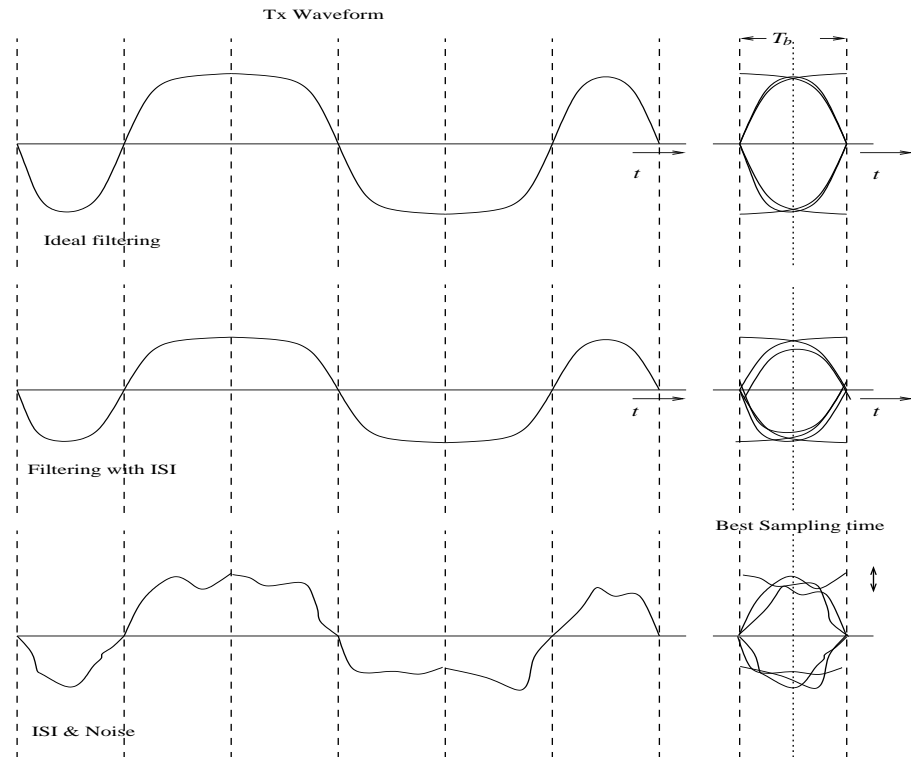 Tx Waveform
T_b
t
t
Ideal filtering
t
t
Filtering with ISI
Best Sampling time
ISI & Noise